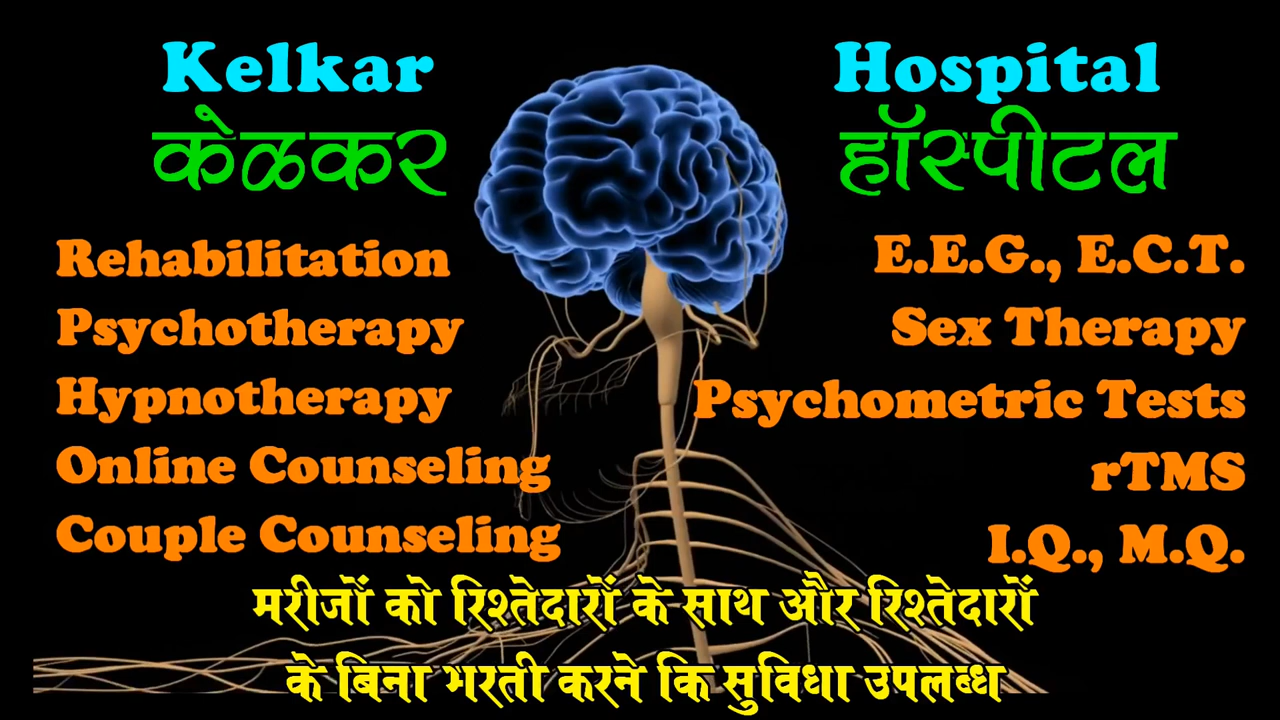 Kelkar Hospital
केळकर हॉस्पीटल
Rehabilitation
Psychotherapy
Hypnotherapy
Online Counseling
Couple Counseling
E.E.G., E.C.T.
Sex Therapy
Psychometric Tests
rTMS
I.Q., M.Q.
मरीजों को रिश्तेदारों के साथ और रिश्तेदारों
के बिना भरती करने कि सुविधा उपलब्ध